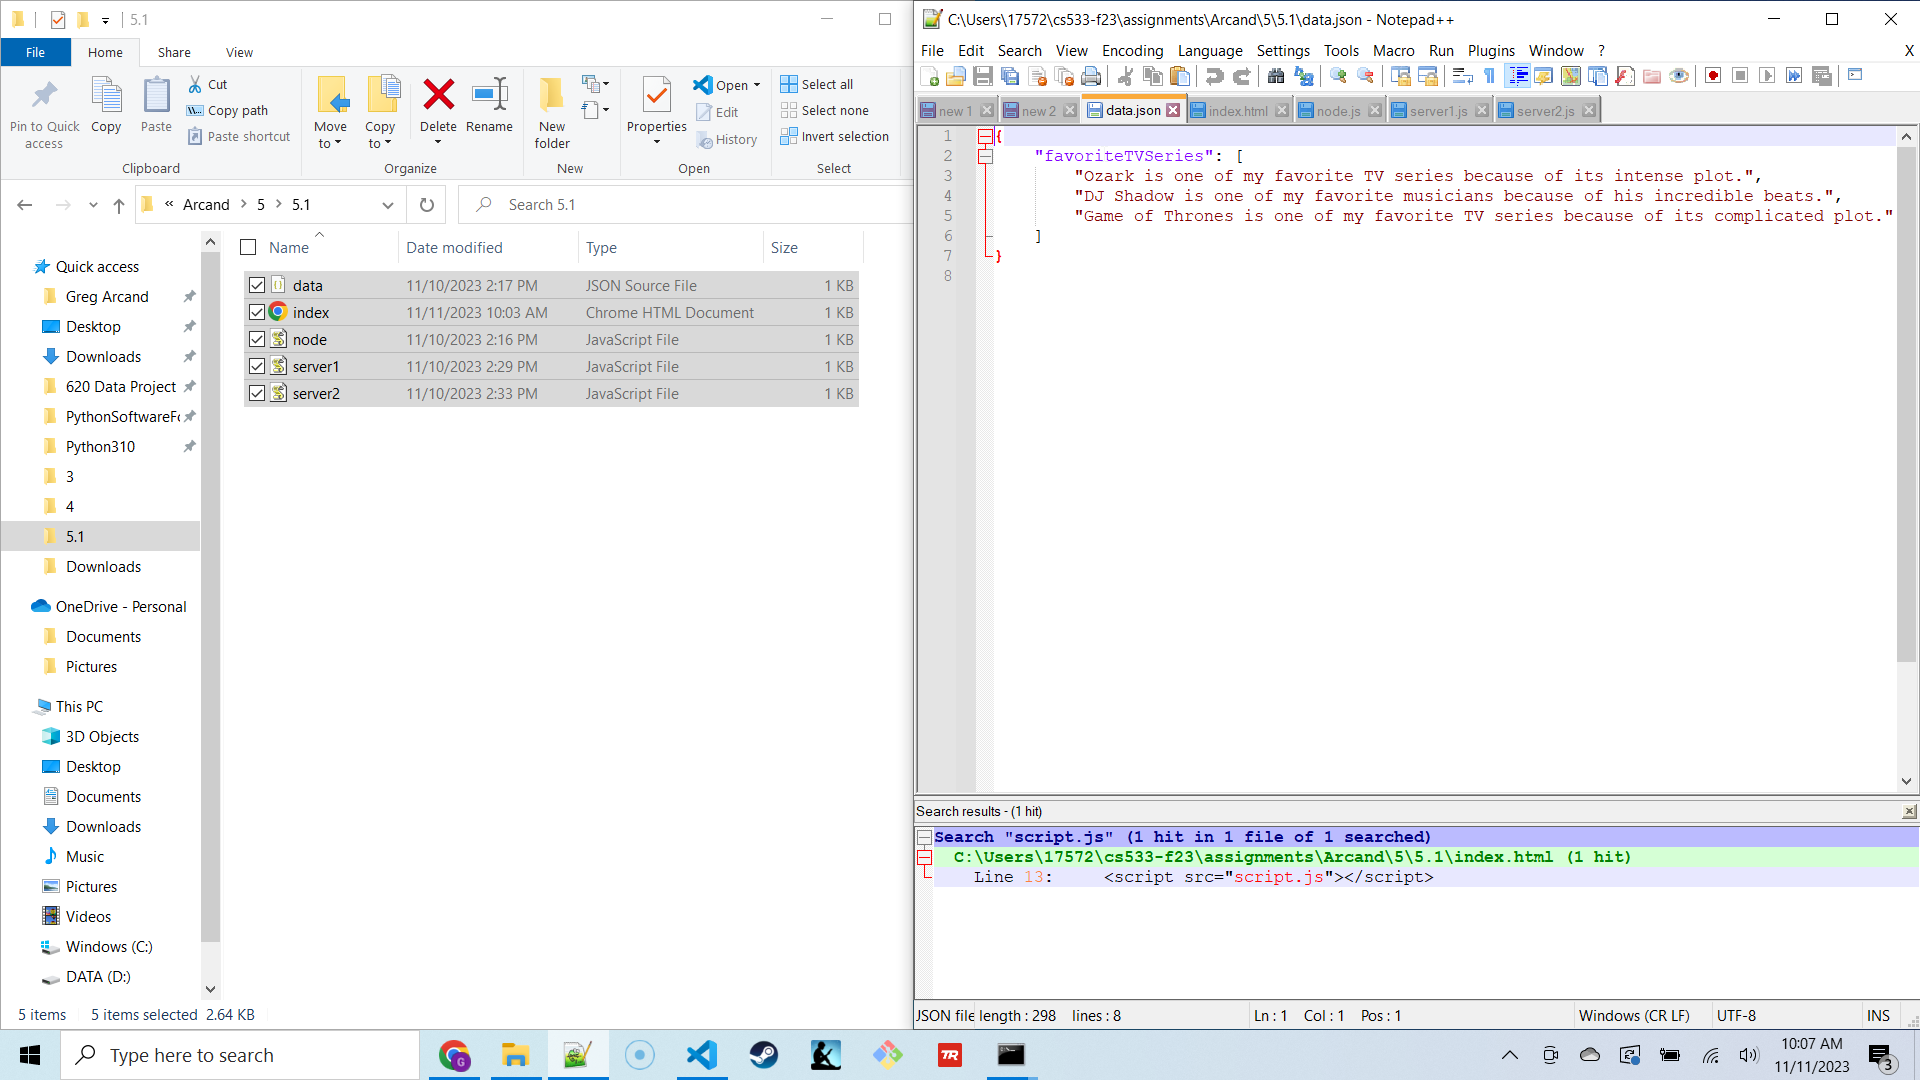 5.1
File Home Share View
Pin to Quick access
Copy
Paste
Cut
Copy path
Paste shortcut
Clipboard
Move to
Copy to
Delete
Rename
Organize
New folder
New
Properties
Open
Edit
History
Open
Select all
Select none
Invert selection
Select
« Arcand > 5 > 5.1
Search 5.1
Name Date modified Type Size
data 11/10/2023 2:17 PM JSON Source File 1 KB
index 11/11/2023 10:03 AM Chrome HTML Document 1 KB
node 11/10/2023 2:16 PM JavaScript File 1 KB
server1 11/10/2023 2:29 PM JavaScript File 1 KB
server2 11/10/2023 2:33 PM JavaScript File 1 KB
Quick access
Greg Arcand
Desktop
Downloads
620 Data Project
PythonSoftwareFo
Python310
3
4
5.1
Downloads
OneDrive - Personal
Documents
Pictures
This PC
3D Objects
Desktop
Documents
Downloads
Music
Pictures
Videos
Windows (C:)
DATA (D:)
5 items 5 items selected 2.64 KB
C:\Users\17572\cs533-f23\assignments\Arcand\5\5.1\data.json - Notepad++
File Edit Search View Encoding Language Settings Tools Macro Run Plugins Window ? X
new 1 new 2 data.json index.html node.js server1.js server2.js
1 {
2 "favoriteTVSeries": [
3 "Ozark is one of my favorite TV series because of its intense plot.",
4 "DJ Shadow is one of my favorite musicians because of his incredible beats.",
5 "Game of Thrones is one of my favorite TV series because of its complicated plot."
6 ]
7 }
8
Search results - (1 hit)
Search "script.js" (1 hit in 1 file of 1 searched)
C:\Users\17572\cs533-f23\assignments\Arcand\5\5.1\index.html (1 hit)
Line 13: <script src="script.js"></script>
JSON file length : 298 lines : 8 Ln : 1 Col : 1 Pos : 1 Windows (CR LF) UTF-8 INS
Type here to search
G
TR
10:07 AM
11/11/2023
3